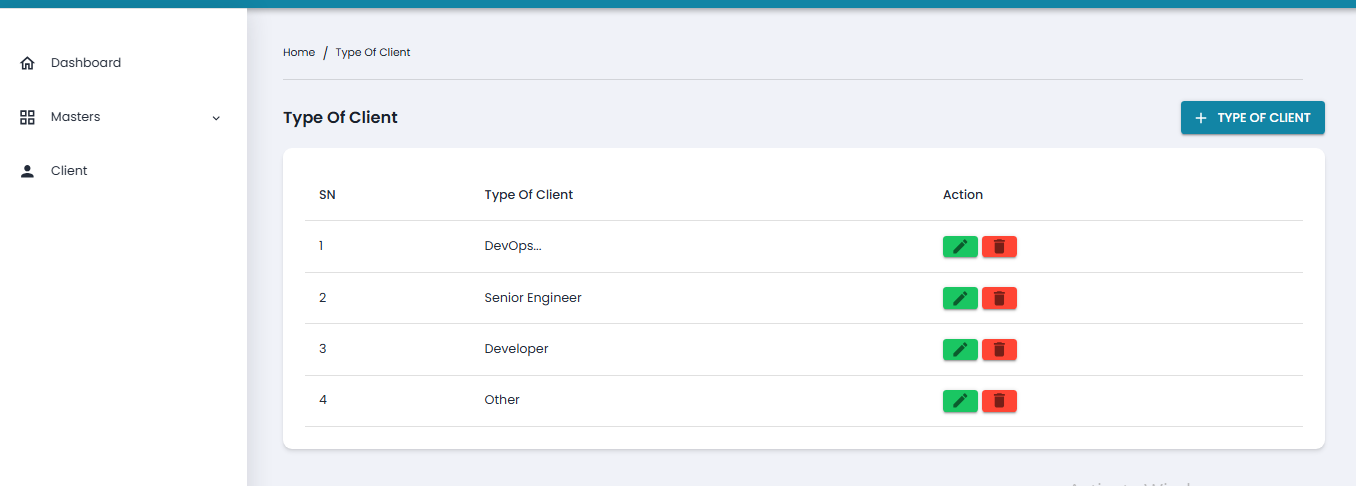 Dashboard
Masters
Client
Home / Type Of Client
Type Of Client
+ TYPE OF CLIENT
SN Type Of Client Action
1 DevOps...
2 Senior Engineer
3 Developer
4 Other